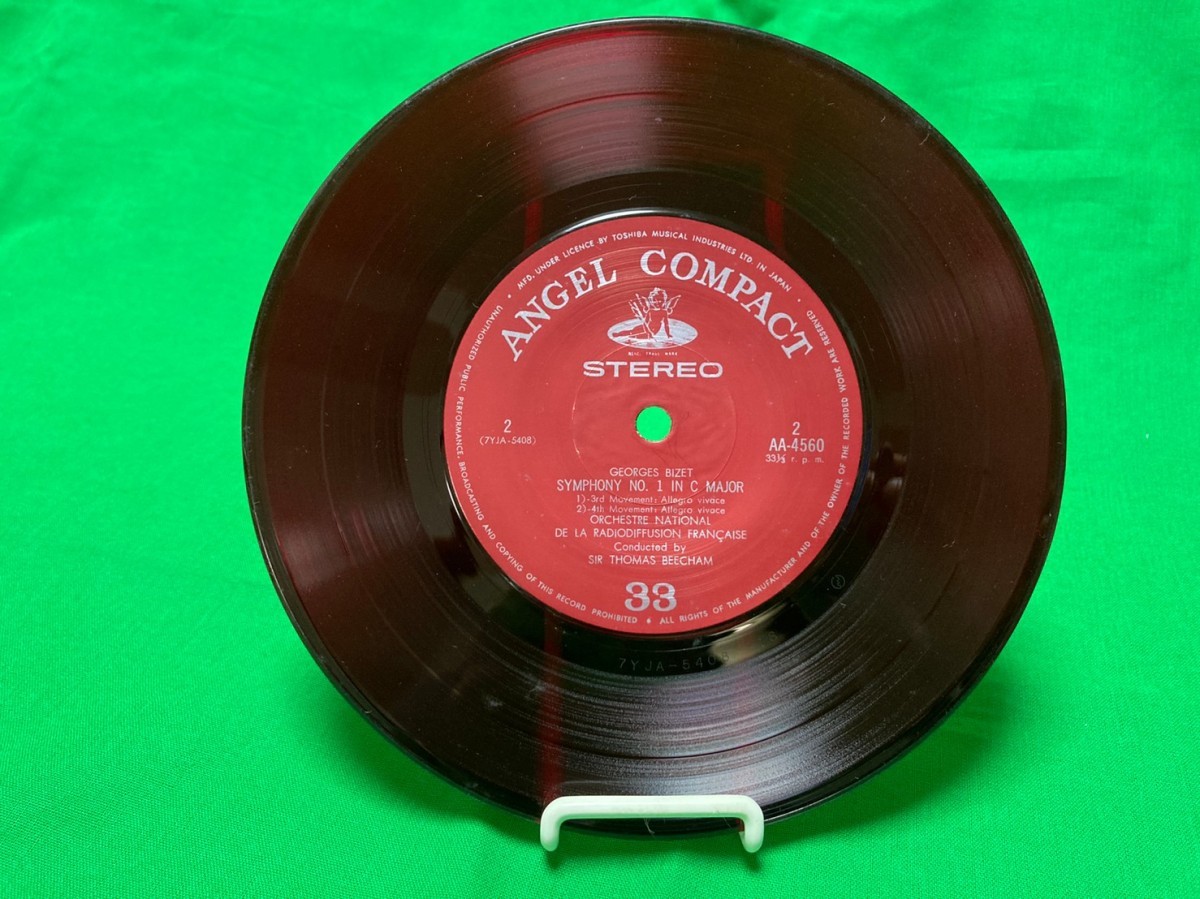 MFD. UNDER LICENCE BY TOSHIBA MUSICAL INDUSTRIES LTD. IN JAPAN
ANGEL COMPACT
REG. TRADE MARK
STEREO
2
(7YJA-5408)
2
AA-4560
33⅓ r. p. m.
GEORGES BIZET
SYMPHONY NO. 1 IN C MAJOR
1)-3rd Movement: Allegro vivace
2)-4th Movement: Allegro vivace
ORCHESTRE NATIONAL
DE LA RADIODIFFUSION FRANÇAISE
Conducted by
SIR THOMAS BEECHAM
33
UNAUTHORIZED PUBLIC PERFORMANCE, BROADCASTING AND COPYING OF THIS RECORD PROHIBITED • ALL RIGHTS OF THE MANUFACTURER AND OF THE OWNER OF THE RECORDED WORK ARE RESERVED
7YJA-540